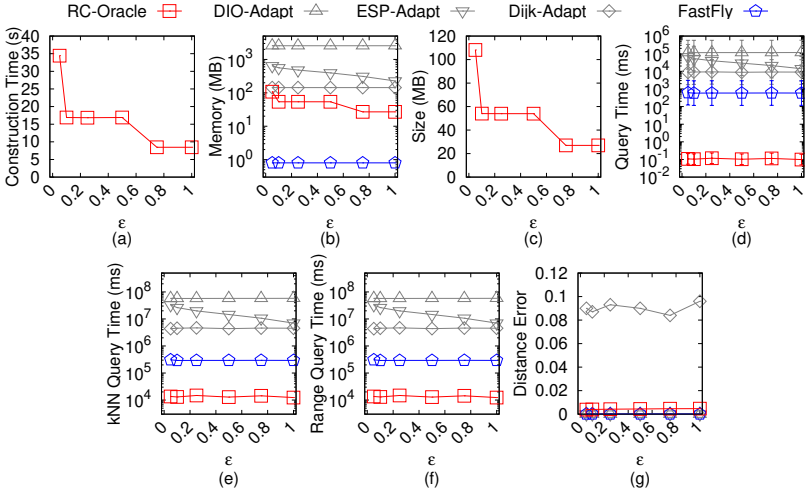 RC-Oracle DIO-Adapt ESP-Adapt Dijk-Adapt FastFly
Construction Time (s)
40
35
30
25
20
15
10
5
0
0 0.2 0.4 0.6 0.8 1
ε
(a)
Memory (MB)
10^3
10^2
10^1
10^0
0 0.2 0.4 0.6 0.8 1
ε
(b)
Size (MB)
120
100
80
60
40
20
0
0 0.2 0.4 0.6 0.8 1
ε
(c)
Query Time (ms)
10^6
10^5
10^4
10^3
10^2
10^1
10^0
10^-1
10^-2
0 0.2 0.4 0.6 0.8 1
ε
(d)
kNN Query Time (ms)
10^8
10^7
10^6
10^5
10^4
0 0.2 0.4 0.6 0.8 1
ε
(e)
Range Query Time (ms)
10^8
10^7
10^6
10^5
10^4
0 0.2 0.4 0.6 0.8 1
ε
(f)
Distance Error
0.12
0.1
0.08
0.06
0.04
0.02
0
0 0.2 0.4 0.6 0.8 1
ε
(g)